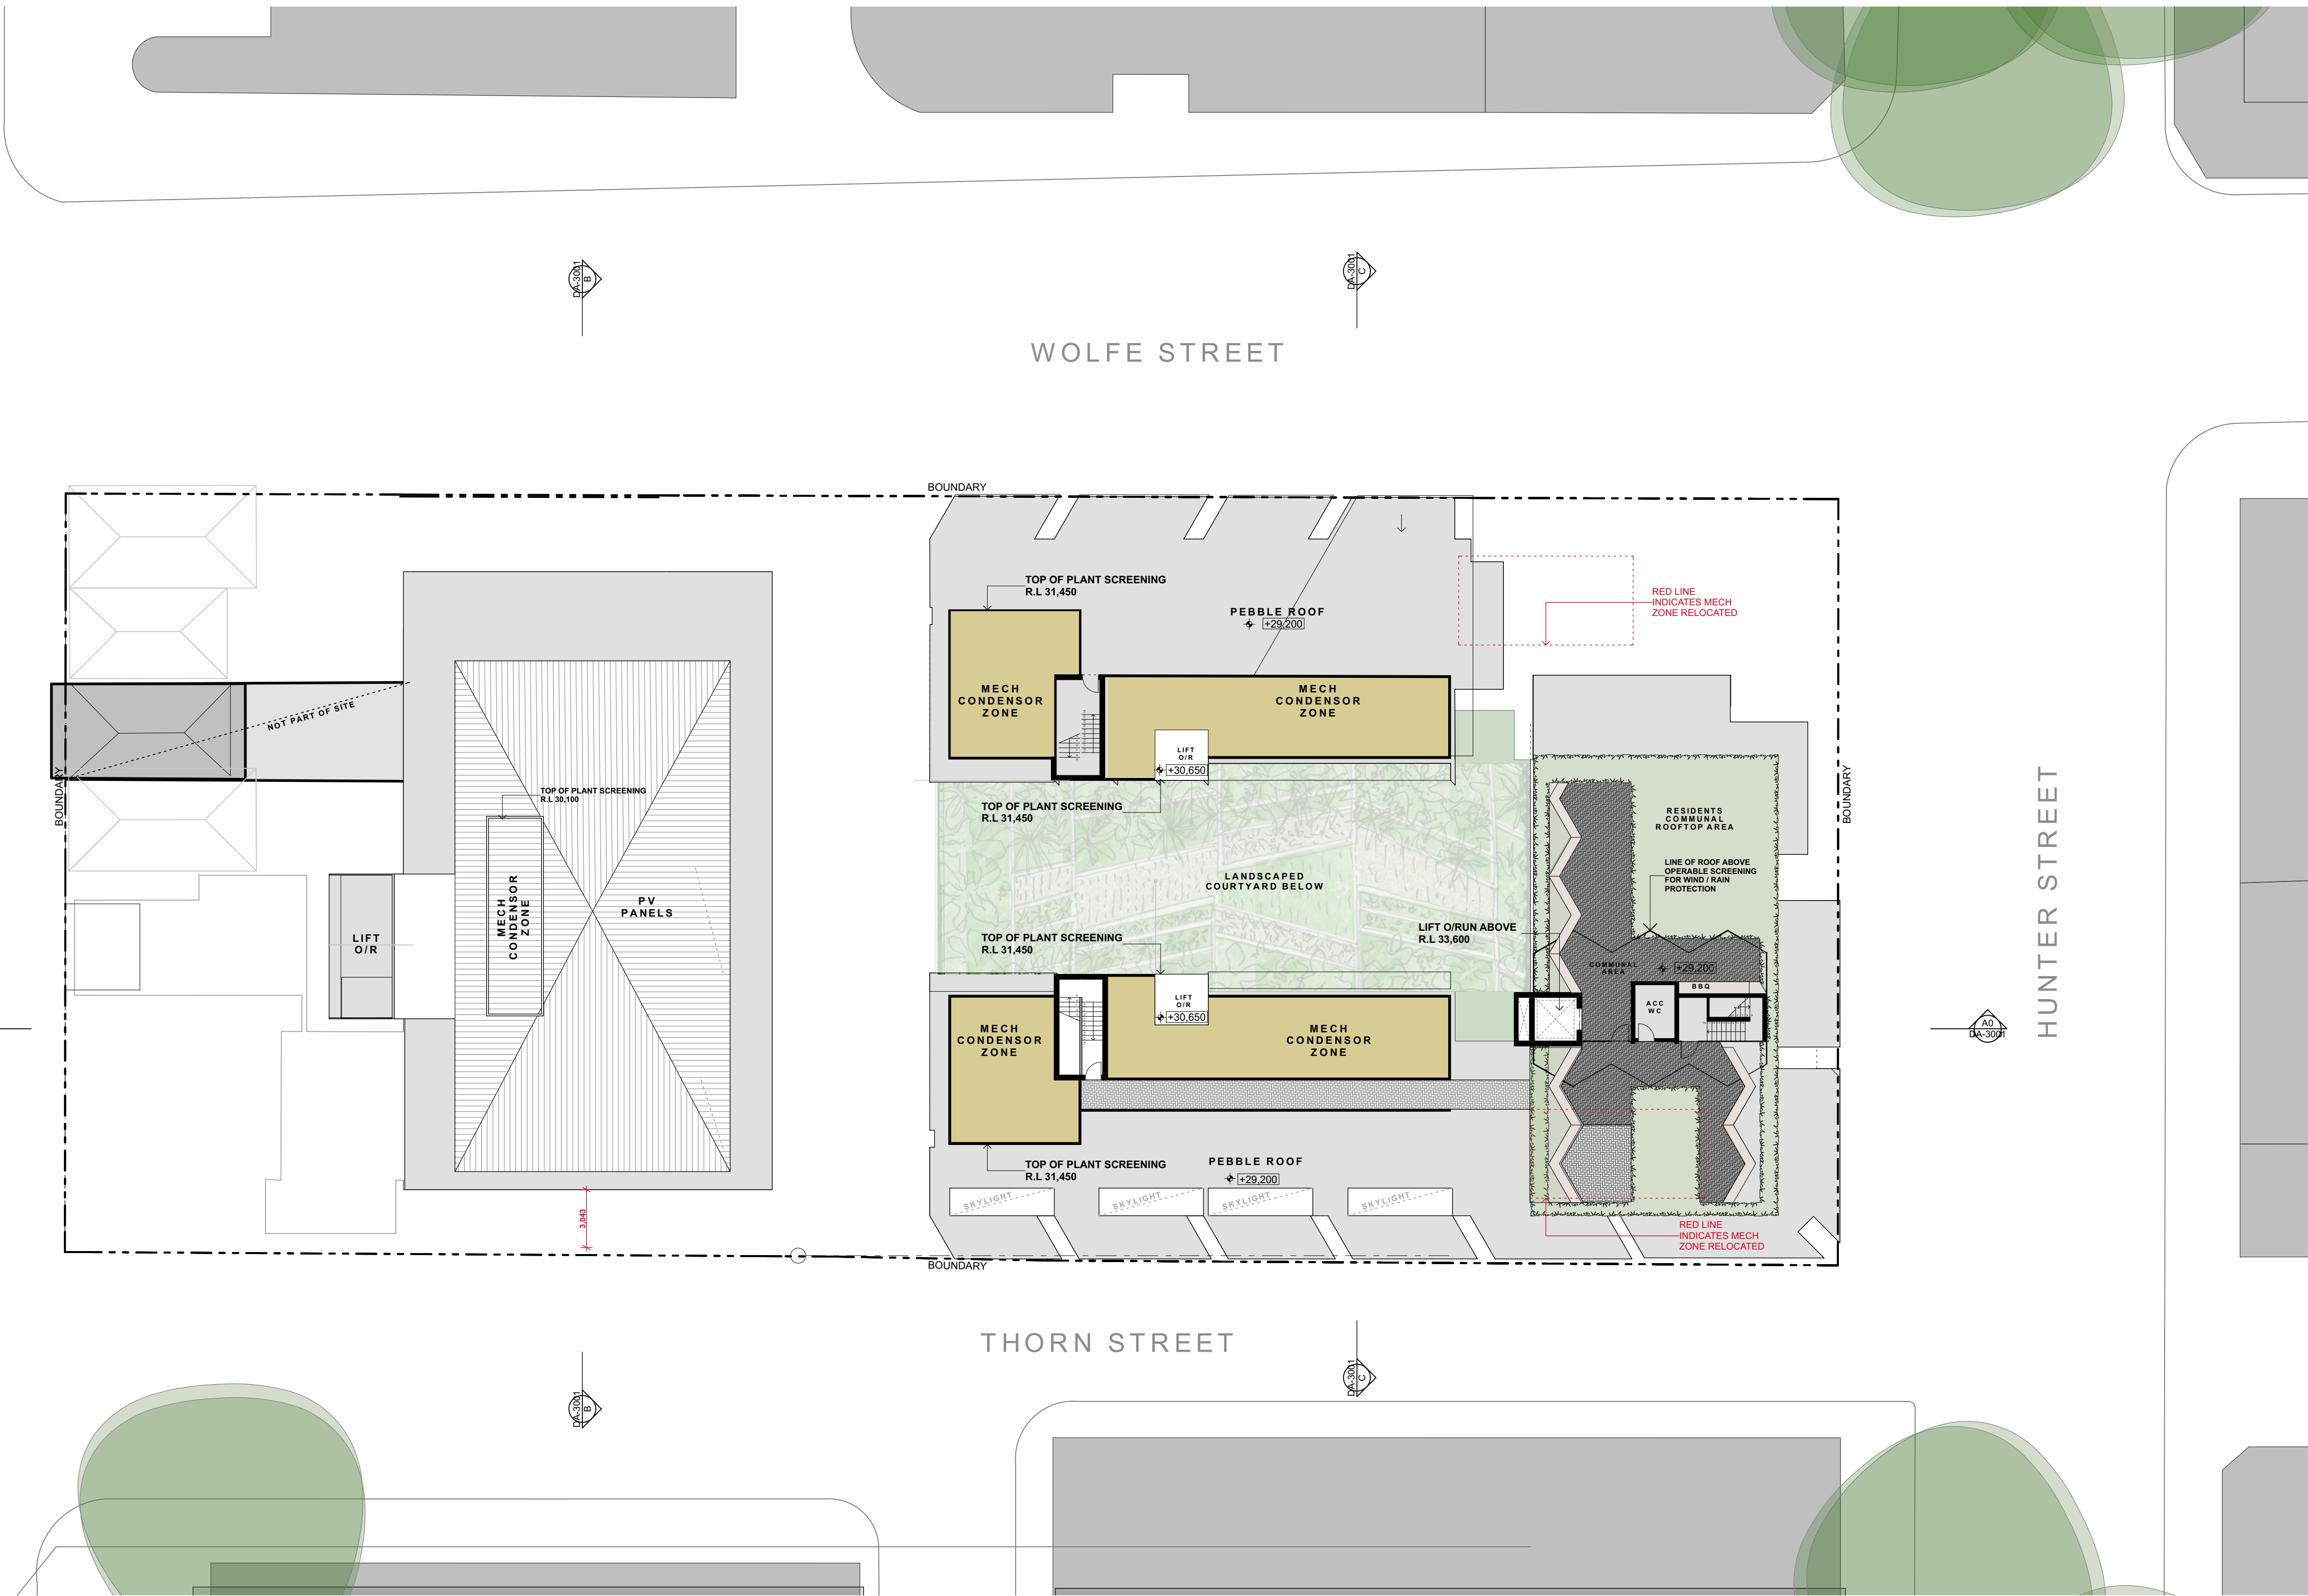 DA-3001
B
DA-3001
C
WOLFE STREET
BOUNDARY
TOP OF PLANT SCREENING
R.L 31,450
PEBBLE ROOF
+29,200
RED LINE
INDICATES MECH
ZONE RELOCATED
MECH
CONDENSOR
ZONE
MECH
CONDENSOR
ZONE
NOT PART OF SITE
LIFT
O/R
+30,650
BOUNDARY
TOP OF PLANT SCREENING
R.L 30,100
TOP OF PLANT SCREENING
R.L 31,450
RESIDENTS
COMMUNAL
ROOFTOP AREA
BOUNDARY
HUNTER STREET
LINE OF ROOF ABOVE
OPERABLE SCREENING
FOR WIND / RAIN
PROTECTION
LANDSCAPED
COURTYARD BELOW
MECH
CONDENSOR
ZONE
PV
PANELS
LIFT
O/R
TOP OF PLANT SCREENING
R.L 31,450
LIFT O/RUN ABOVE
R.L 33,600
COMMUNAL
AREA
+29,200
BBQ
ACC
WC
LIFT
O/R
+30,650
MECH
CONDENSOR
ZONE
MECH
CONDENSOR
ZONE
A0
DA-3001
TOP OF PLANT SCREENING
R.L 31,450
PEBBLE ROOF
+29,200
SKYLIGHT
SKYLIGHT
SKYLIGHT
SKYLIGHT
3,043
RED LINE
INDICATES MECH
ZONE RELOCATED
BOUNDARY
THORN STREET
DA-3001
B
DA-3001
C